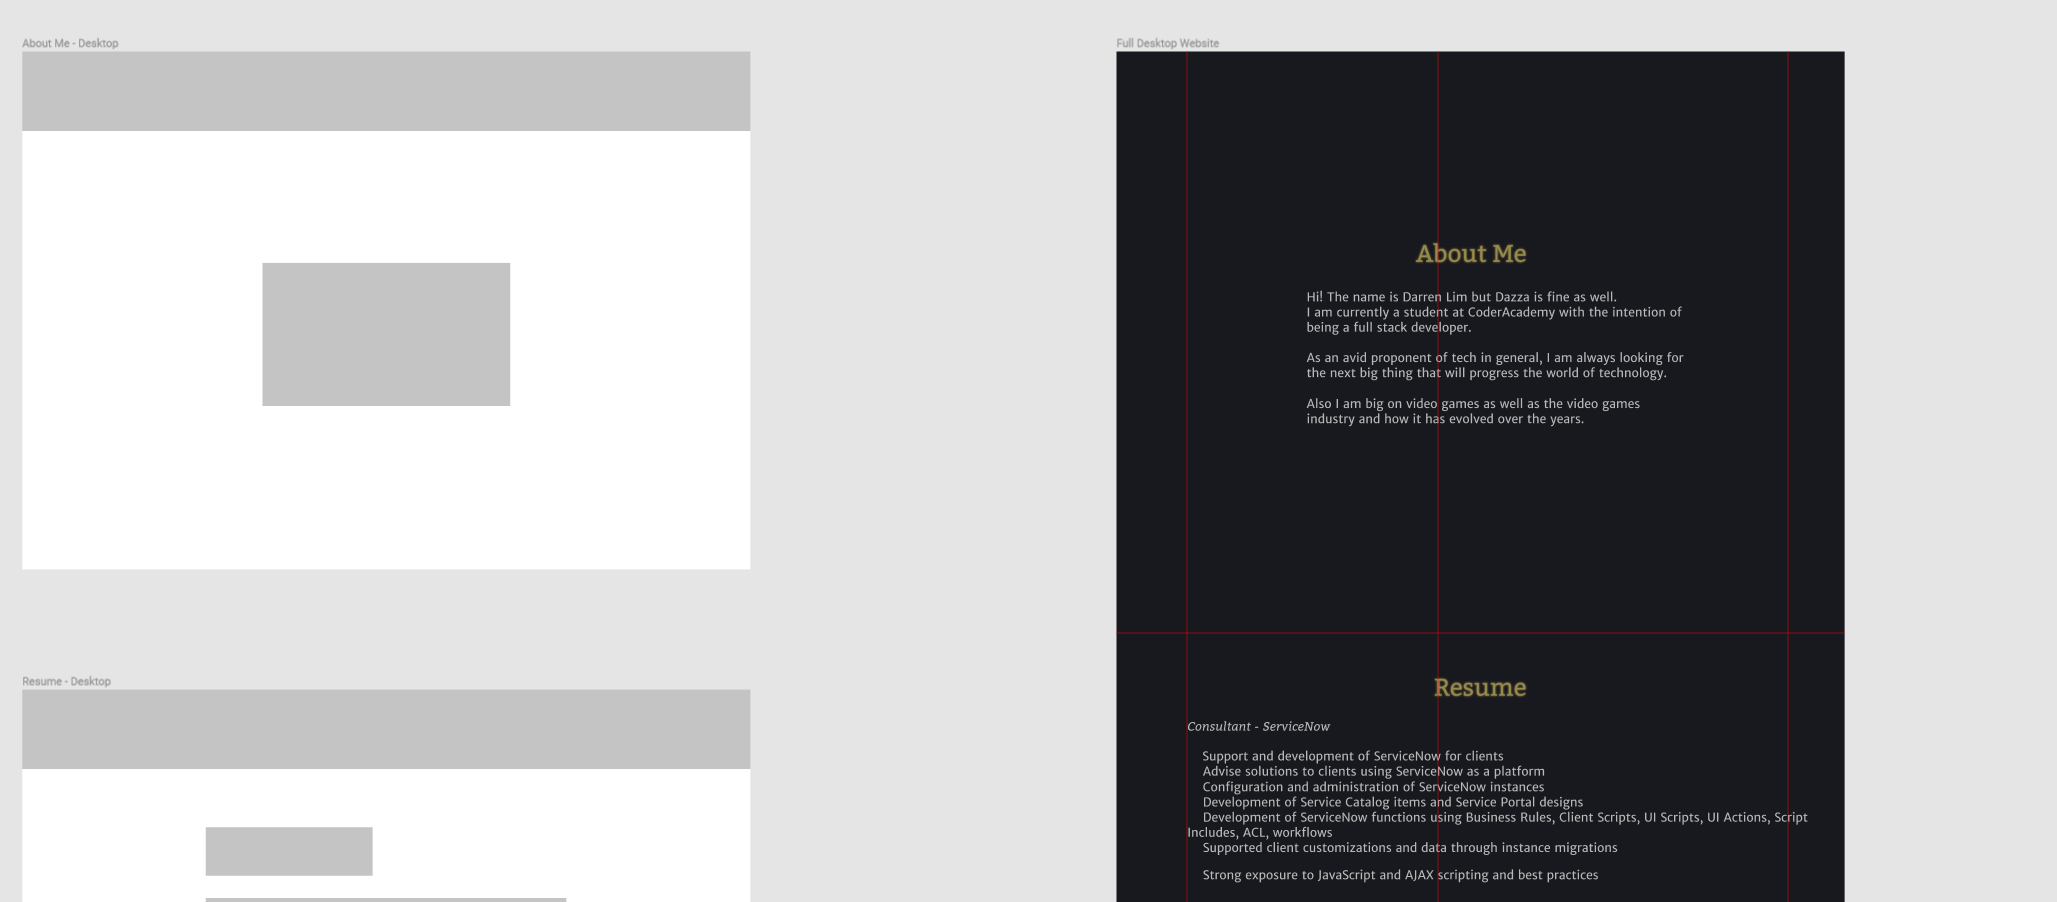 About Me - Desktop
Full Desktop Website
About Me
Hi! The name is Darren Lim but Dazza is fine as well.
I am currently a student at CoderAcademy with the intention of
being a full stack developer.
As an avid proponent of tech in general, I am always looking for
the next big thing that will progress the world of technology.
Also I am big on video games as well as the video games
industry and how it has evolved over the years.
Resume - Desktop
Resume
Consultant - ServiceNow
Support and development of ServiceNow for clients
Advise solutions to clients using ServiceNow as a platform
Configuration and administration of ServiceNow instances
Development of Service Catalog items and Service Portal designs
Development of ServiceNow functions using Business Rules, Client Scripts, UI Scripts, UI Actions, Script
Includes, ACL, workflows
Supported client customizations and data through instance migrations
Strong exposure to JavaScript and AJAX scripting and best practices